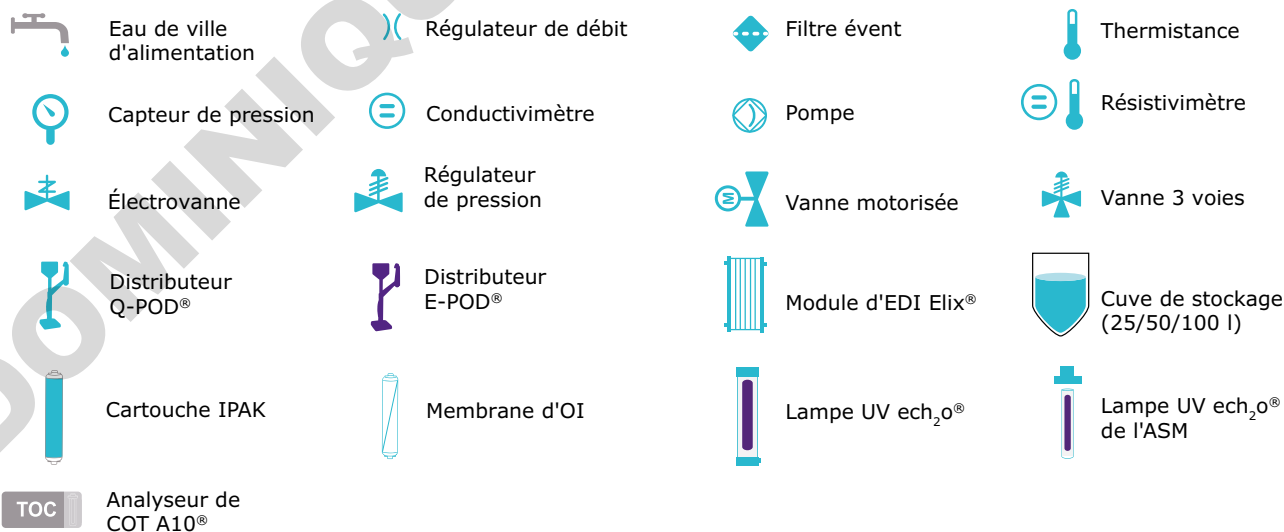 Eau de ville
d'alimentation
Régulateur de débit
Filtre évent
Thermistance
Capteur de pression
Conductivimètre
Pompe
Résistivimètre
Électrovanne
Régulateur
de pression
M
Vanne motorisée
Vanne 3 voies
Distributeur
Q-POD®
Distributeur
E-POD®
Module d'EDI Elix®
Cuve de stockage
(25/50/100 l)
Cartouche IPAK
Membrane d'OI
Lampe UV ech₂o®
Lampe UV ech₂o®
de l'ASM
TOC
Analyseur de
COT A10®
DOMINIQU